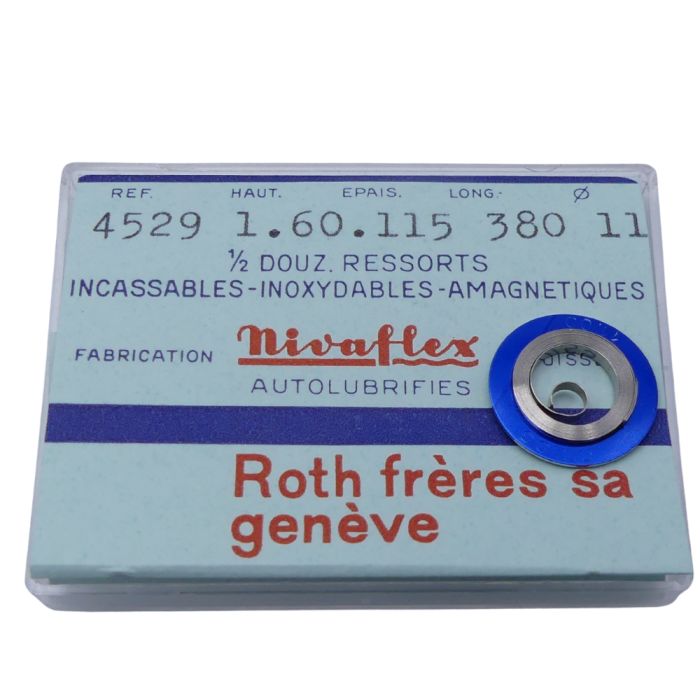 REF. HAUT. EPAIS. LONG. Ø
4529 1.60.115 380 11
½ DOUZ. RESSORTS
INCASSABLES-INOXYDABLES-AMAGNETIQUES
FABRICATION nivaflex
AUTOLUBRIFIES
Roth frères sa
genève